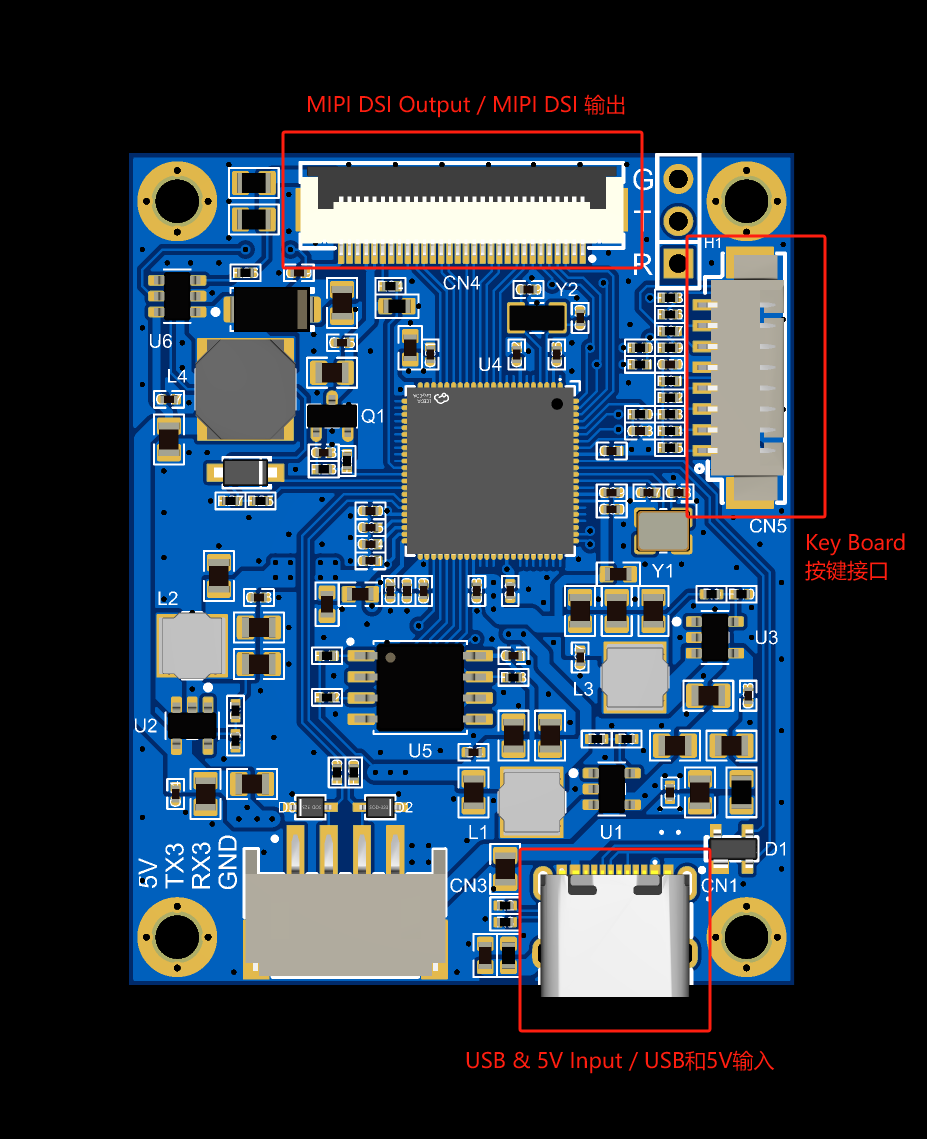 MIPI DSI Output / MIPI DSI 输出
G
T
R
H1
CN4
Y2
U6
U4
L4
Q1
CN5
Key Board
按键接口
Y1
L2
U3
L3
U2
U5
L1
U1
D1
5V
TX3
RX3
GND
CN3
CN1
USB & 5V Input / USB和5V输入